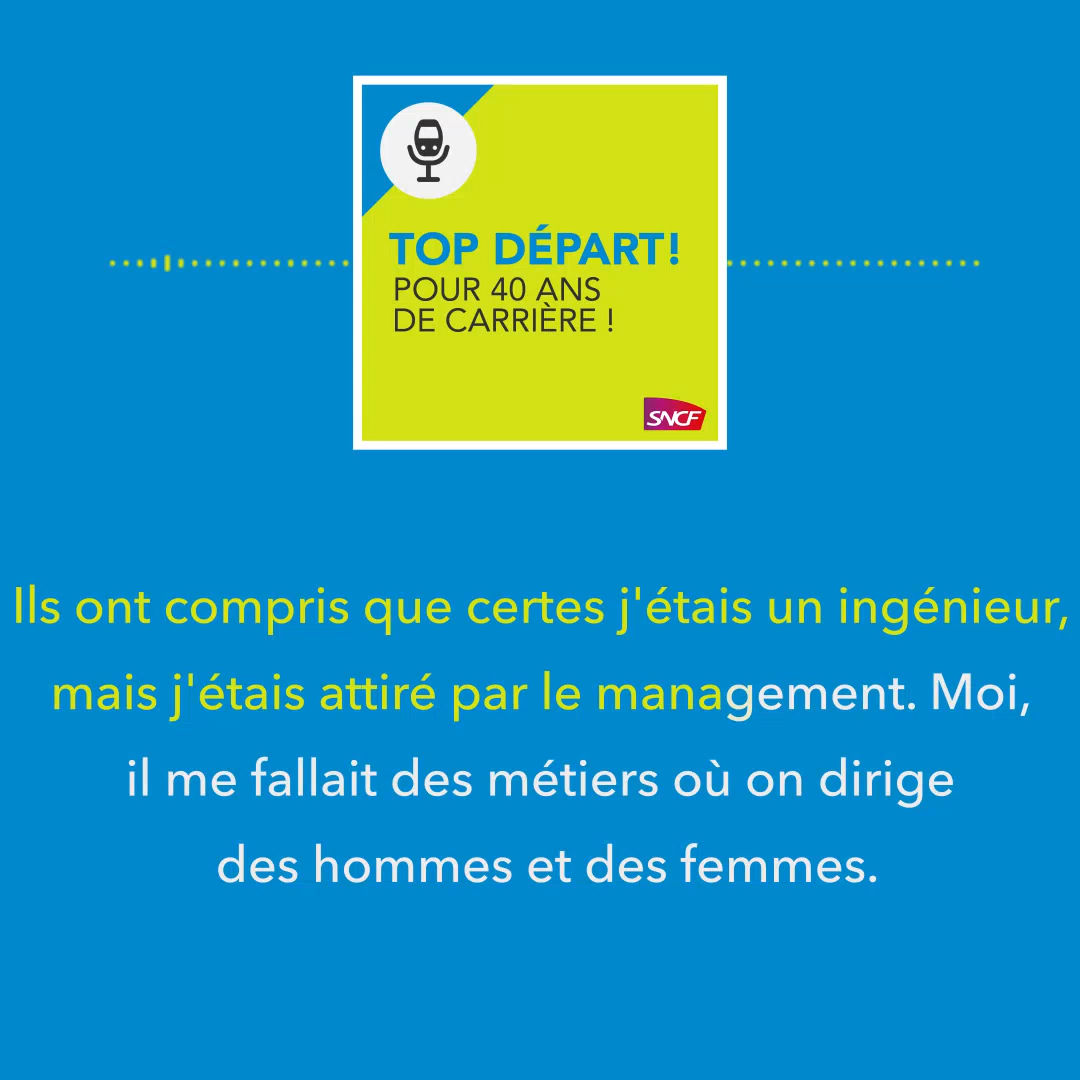 TOP DÉPART!
POUR 40 ANS
DE CARRIÈRE !
SNCF
Ils ont compris que certes j'étais un ingénieur,
mais j'étais attiré par le management. Moi,
il me fallait des métiers où on dirige
des hommes et des femmes.